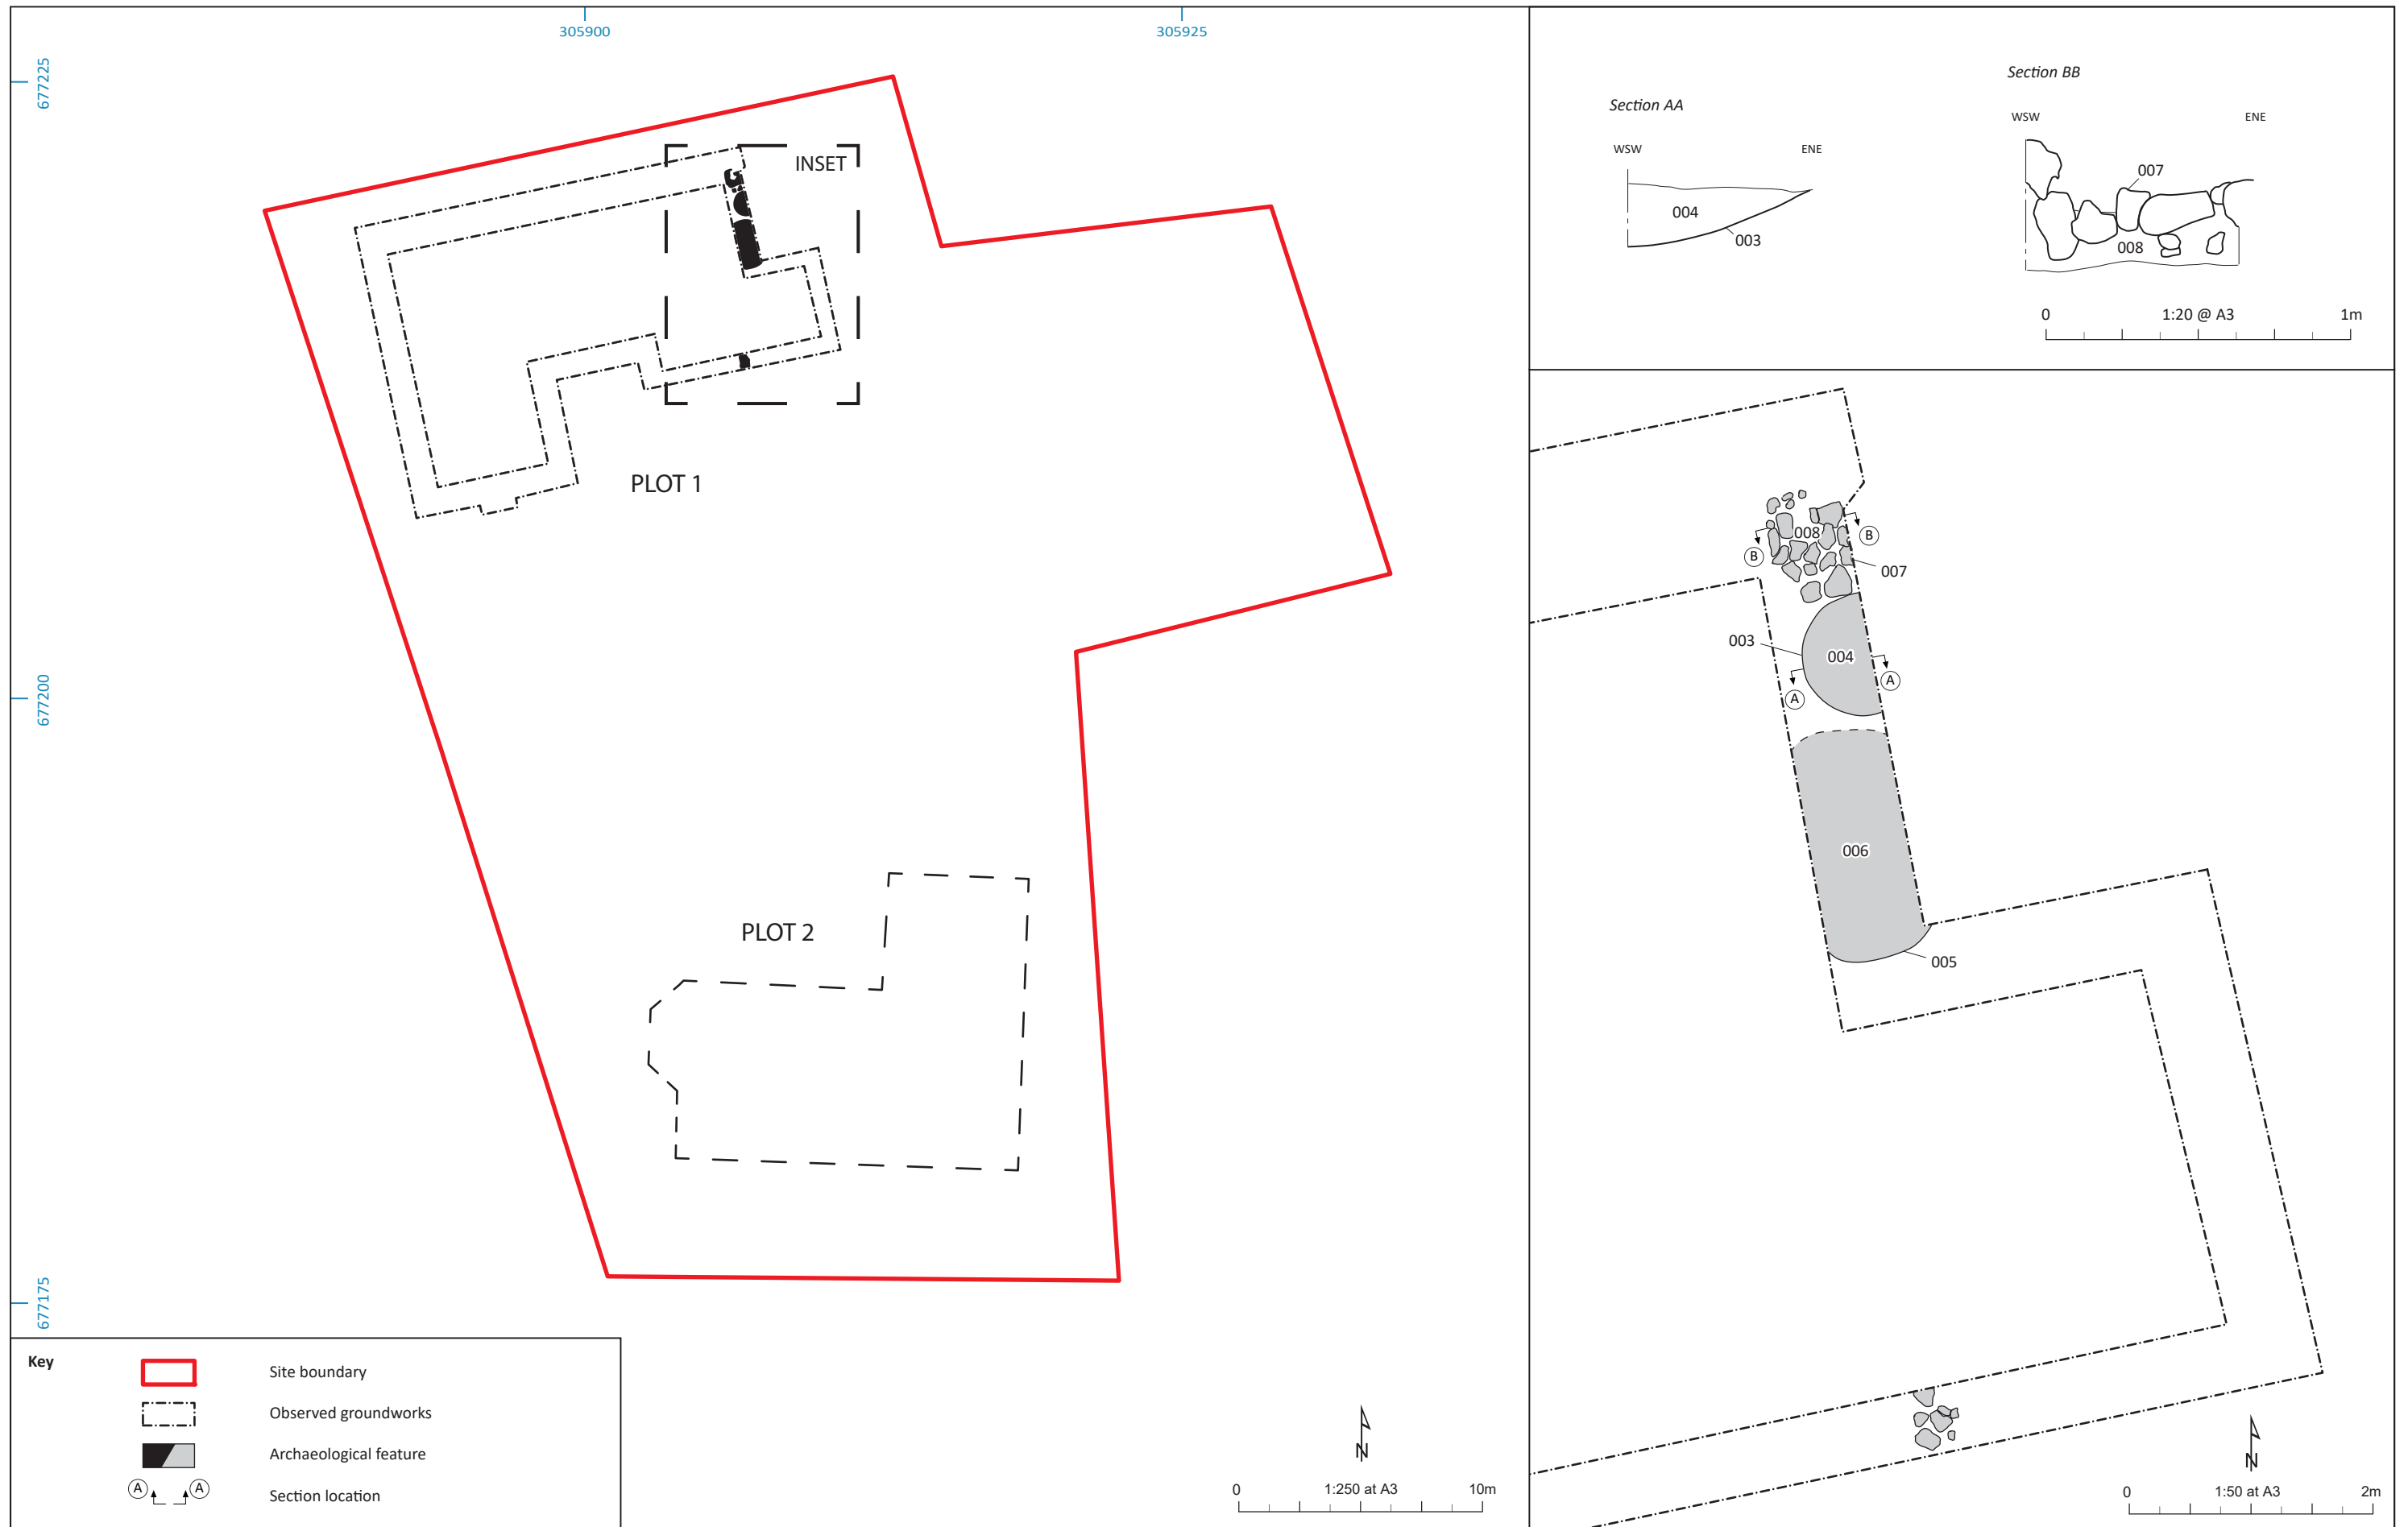 305900
305925
677225
677200
677175
INSET
PLOT 1
PLOT 2
Key
Site boundary
Observed groundworks
Archaeological feature
A A
Section location
N
0 1:250 at A3 10m
Section AA
WSW ENE
004
003
Section BB
WSW ENE
007
008
0 1:20 @ A3 1m
008
B
B
007
003
004
A
A
006
005
N
0 1:50 at A3 2m